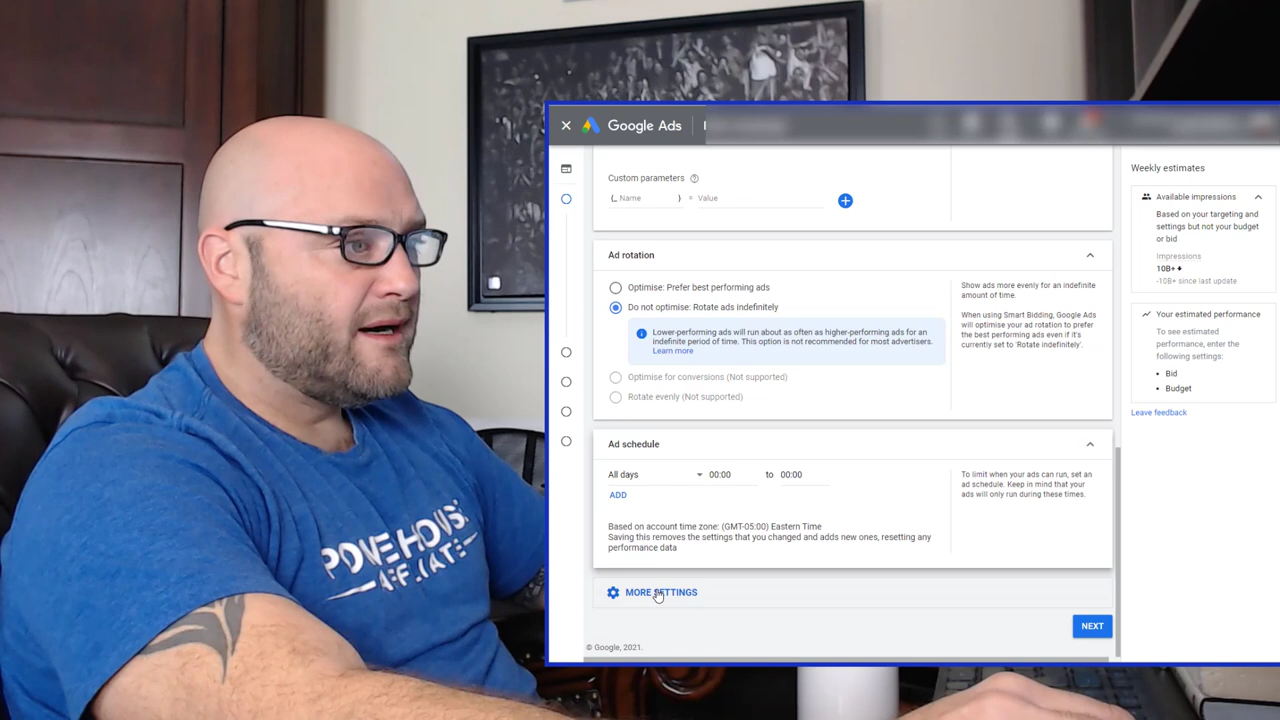 Google Ads
Custom parameters
{_ Name } = Value
Ad rotation
Optimise: Prefer best performing ads
Do not optimise: Rotate ads indefinitely
Lower-performing ads will run about as often as higher-performing ads for an
indefinite period of time. This option is not recommended for most advertisers.
Learn more
Optimise for conversions (Not supported)
Rotate evenly (Not supported)
Show ads more evenly for an indefinite
amount of time.
When using Smart Bidding, Google Ads
will optimise your ad rotation to prefer
the best performing ads even if it's
currently set to 'Rotate indefinitely'.
Ad schedule
All days 00:00 to 00:00
ADD
Based on account time zone: (GMT-05:00) Eastern Time
Saving this removes the settings that you changed and adds new ones, resetting any
performance data
To limit when your ads can run, set an
ad schedule. Keep in mind that your
ads will only run during these times.
MORE SETTINGS
NEXT
© Google, 2021.
Weekly estimates
Available impressions
Based on your targeting and
settings but not your budget
or bid
Impressions
10B+
-10B+ since last update
Your estimated performance
To see estimated
performance, enter the
following settings:
• Bid
• Budget
Leave feedback
POWERHOUSE
AFFILIATE